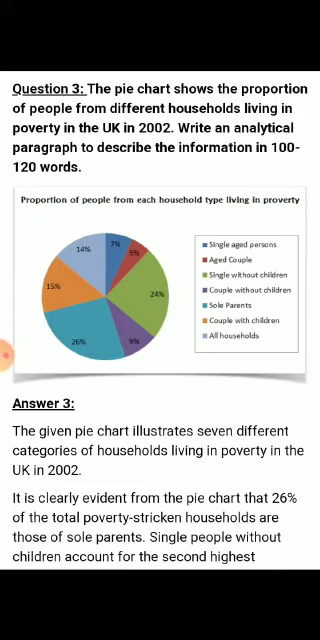 Question 3: The pie chart shows the proportion
of people from different households living in
poverty in the UK in 2002. Write an analytical
paragraph to describe the information in 100-
120 words.
Proportion of people from each household type living in proverty
7%
5%
24%
9%
26%
15%
14%
Single aged persons
Aged Couple
Single without children
Couple without children
Sole Parents
Couple with children
All households
Answer 3:
The given pie chart illustrates seven different
categories of households living in poverty in the
UK in 2002.
It is clearly evident from the pie chart that 26%
of the total poverty-stricken households are
those of sole parents. Single people without
children account for the second highest